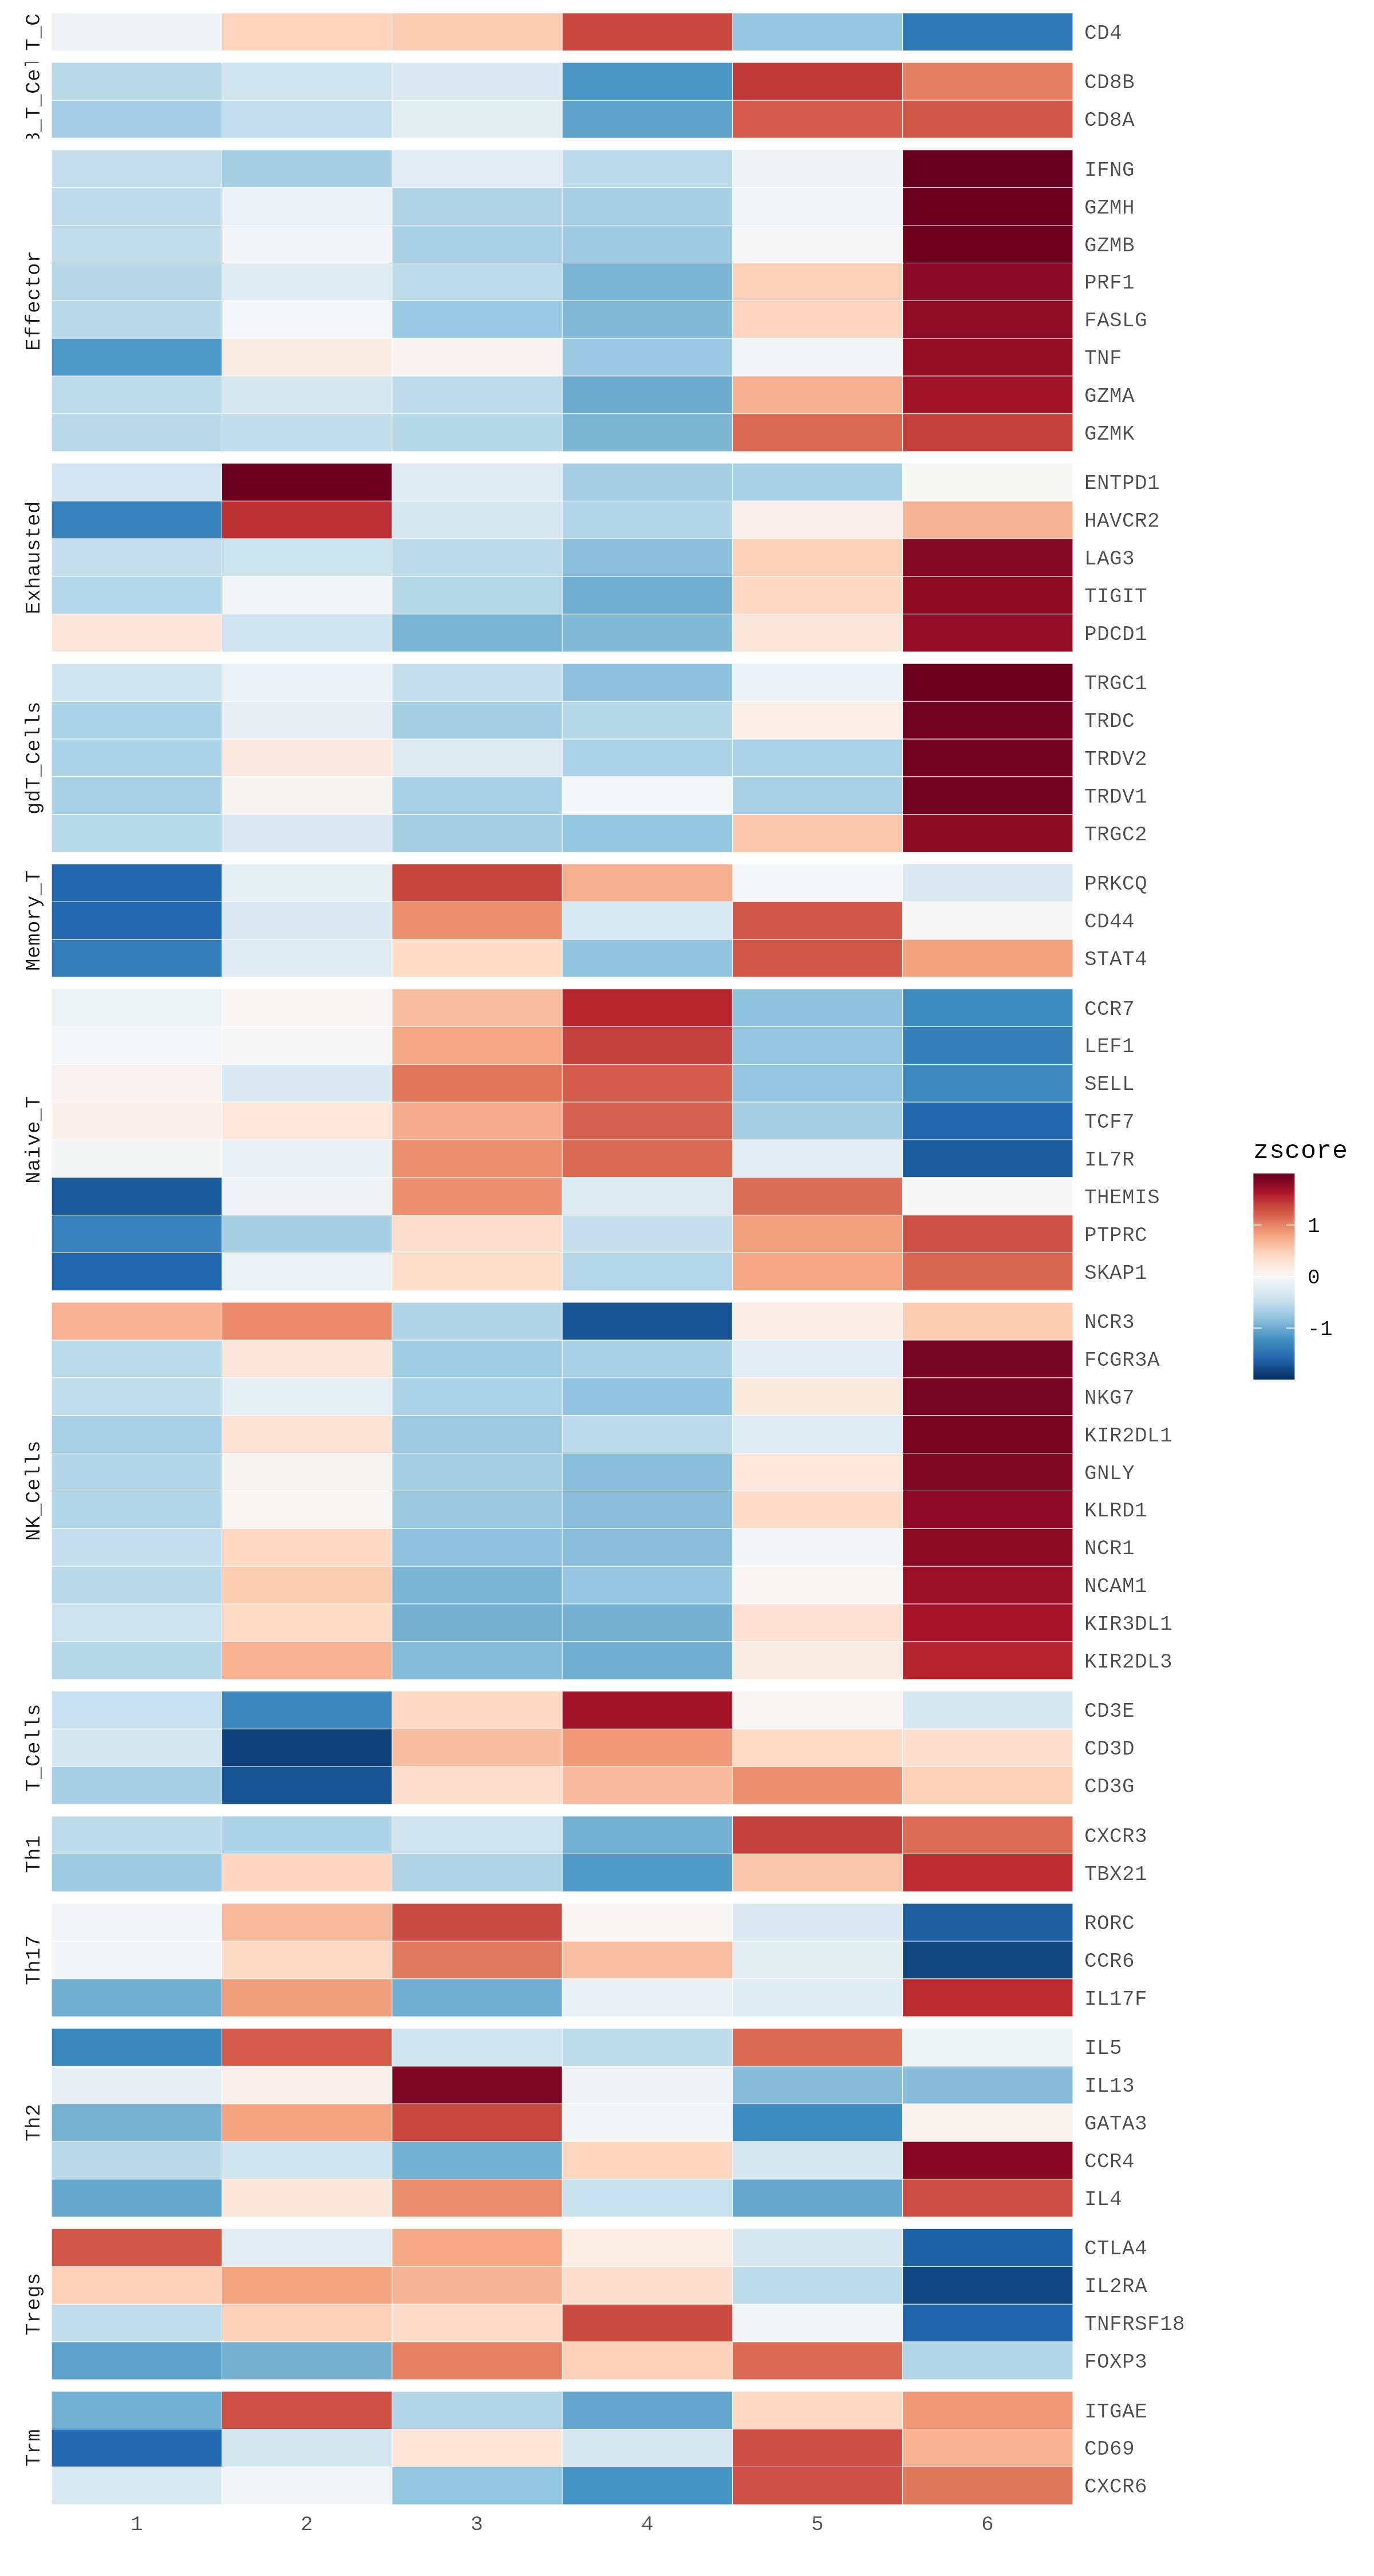 T_C
CD4
3_T_Cel
CD8B
CD8A
Effector
IFNG
GZMH
GZMB
PRF1
FASLG
TNF
GZMA
GZMK
Exhausted
ENTPD1
HAVCR2
LAG3
TIGIT
PDCD1
gdT_Cells
TRGC1
TRDC
TRDV2
TRDV1
TRGC2
Memory_T
PRKCQ
CD44
STAT4
Naive_T
CCR7
LEF1
SELL
TCF7
IL7R
THEMIS
PTPRC
SKAP1
NK_Cells
NCR3
FCGR3A
NKG7
KIR2DL1
GNLY
KLRD1
NCR1
NCAM1
KIR3DL1
KIR2DL3
T_Cells
CD3E
CD3D
CD3G
Th1
CXCR3
TBX21
Th17
RORC
CCR6
IL17F
Th2
IL5
IL13
GATA3
CCR4
IL4
Tregs
CTLA4
IL2RA
TNFRSF18
FOXP3
Trm
ITGAE
CD69
CXCR6
1 2 3 4 5 6
zscore
1
0
-1